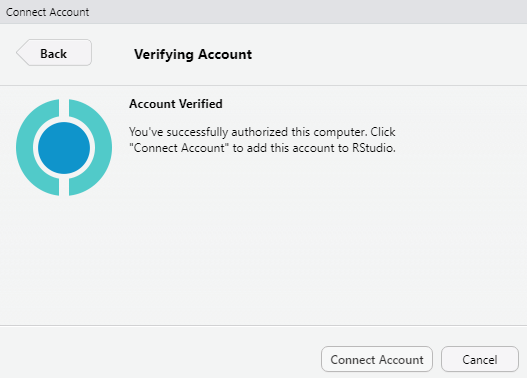 Connect Account
Back
Verifying Account
Account Verified
You've successfully authorized this computer. Click
"Connect Account" to add this account to RStudio.
Connect Account
Cancel